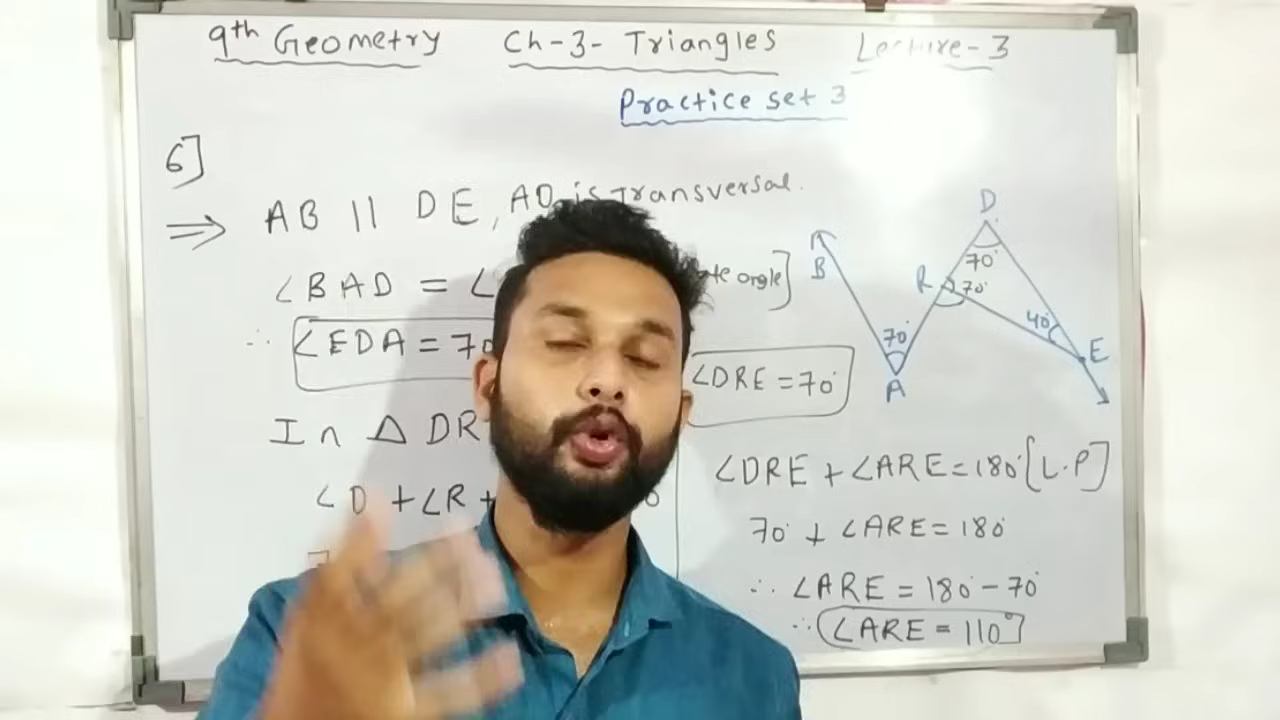 9th Geometry Ch-3- Triangles Lecture-3
Practice set 3
6]
⇒ AB || DE, AD is transversal.
∠BAD = ∠ angle]
∴ ∠EDA = 70
∠DRE = 70°
In △ DR
∠D + ∠R +
∠DRE + ∠ARE = 180° [L.P]
70° + ∠ARE = 180°
∴ ∠ARE = 180° - 70°
∴ ∠ARE = 110°
D
70°
B
R
70°
40°
E
70°
A